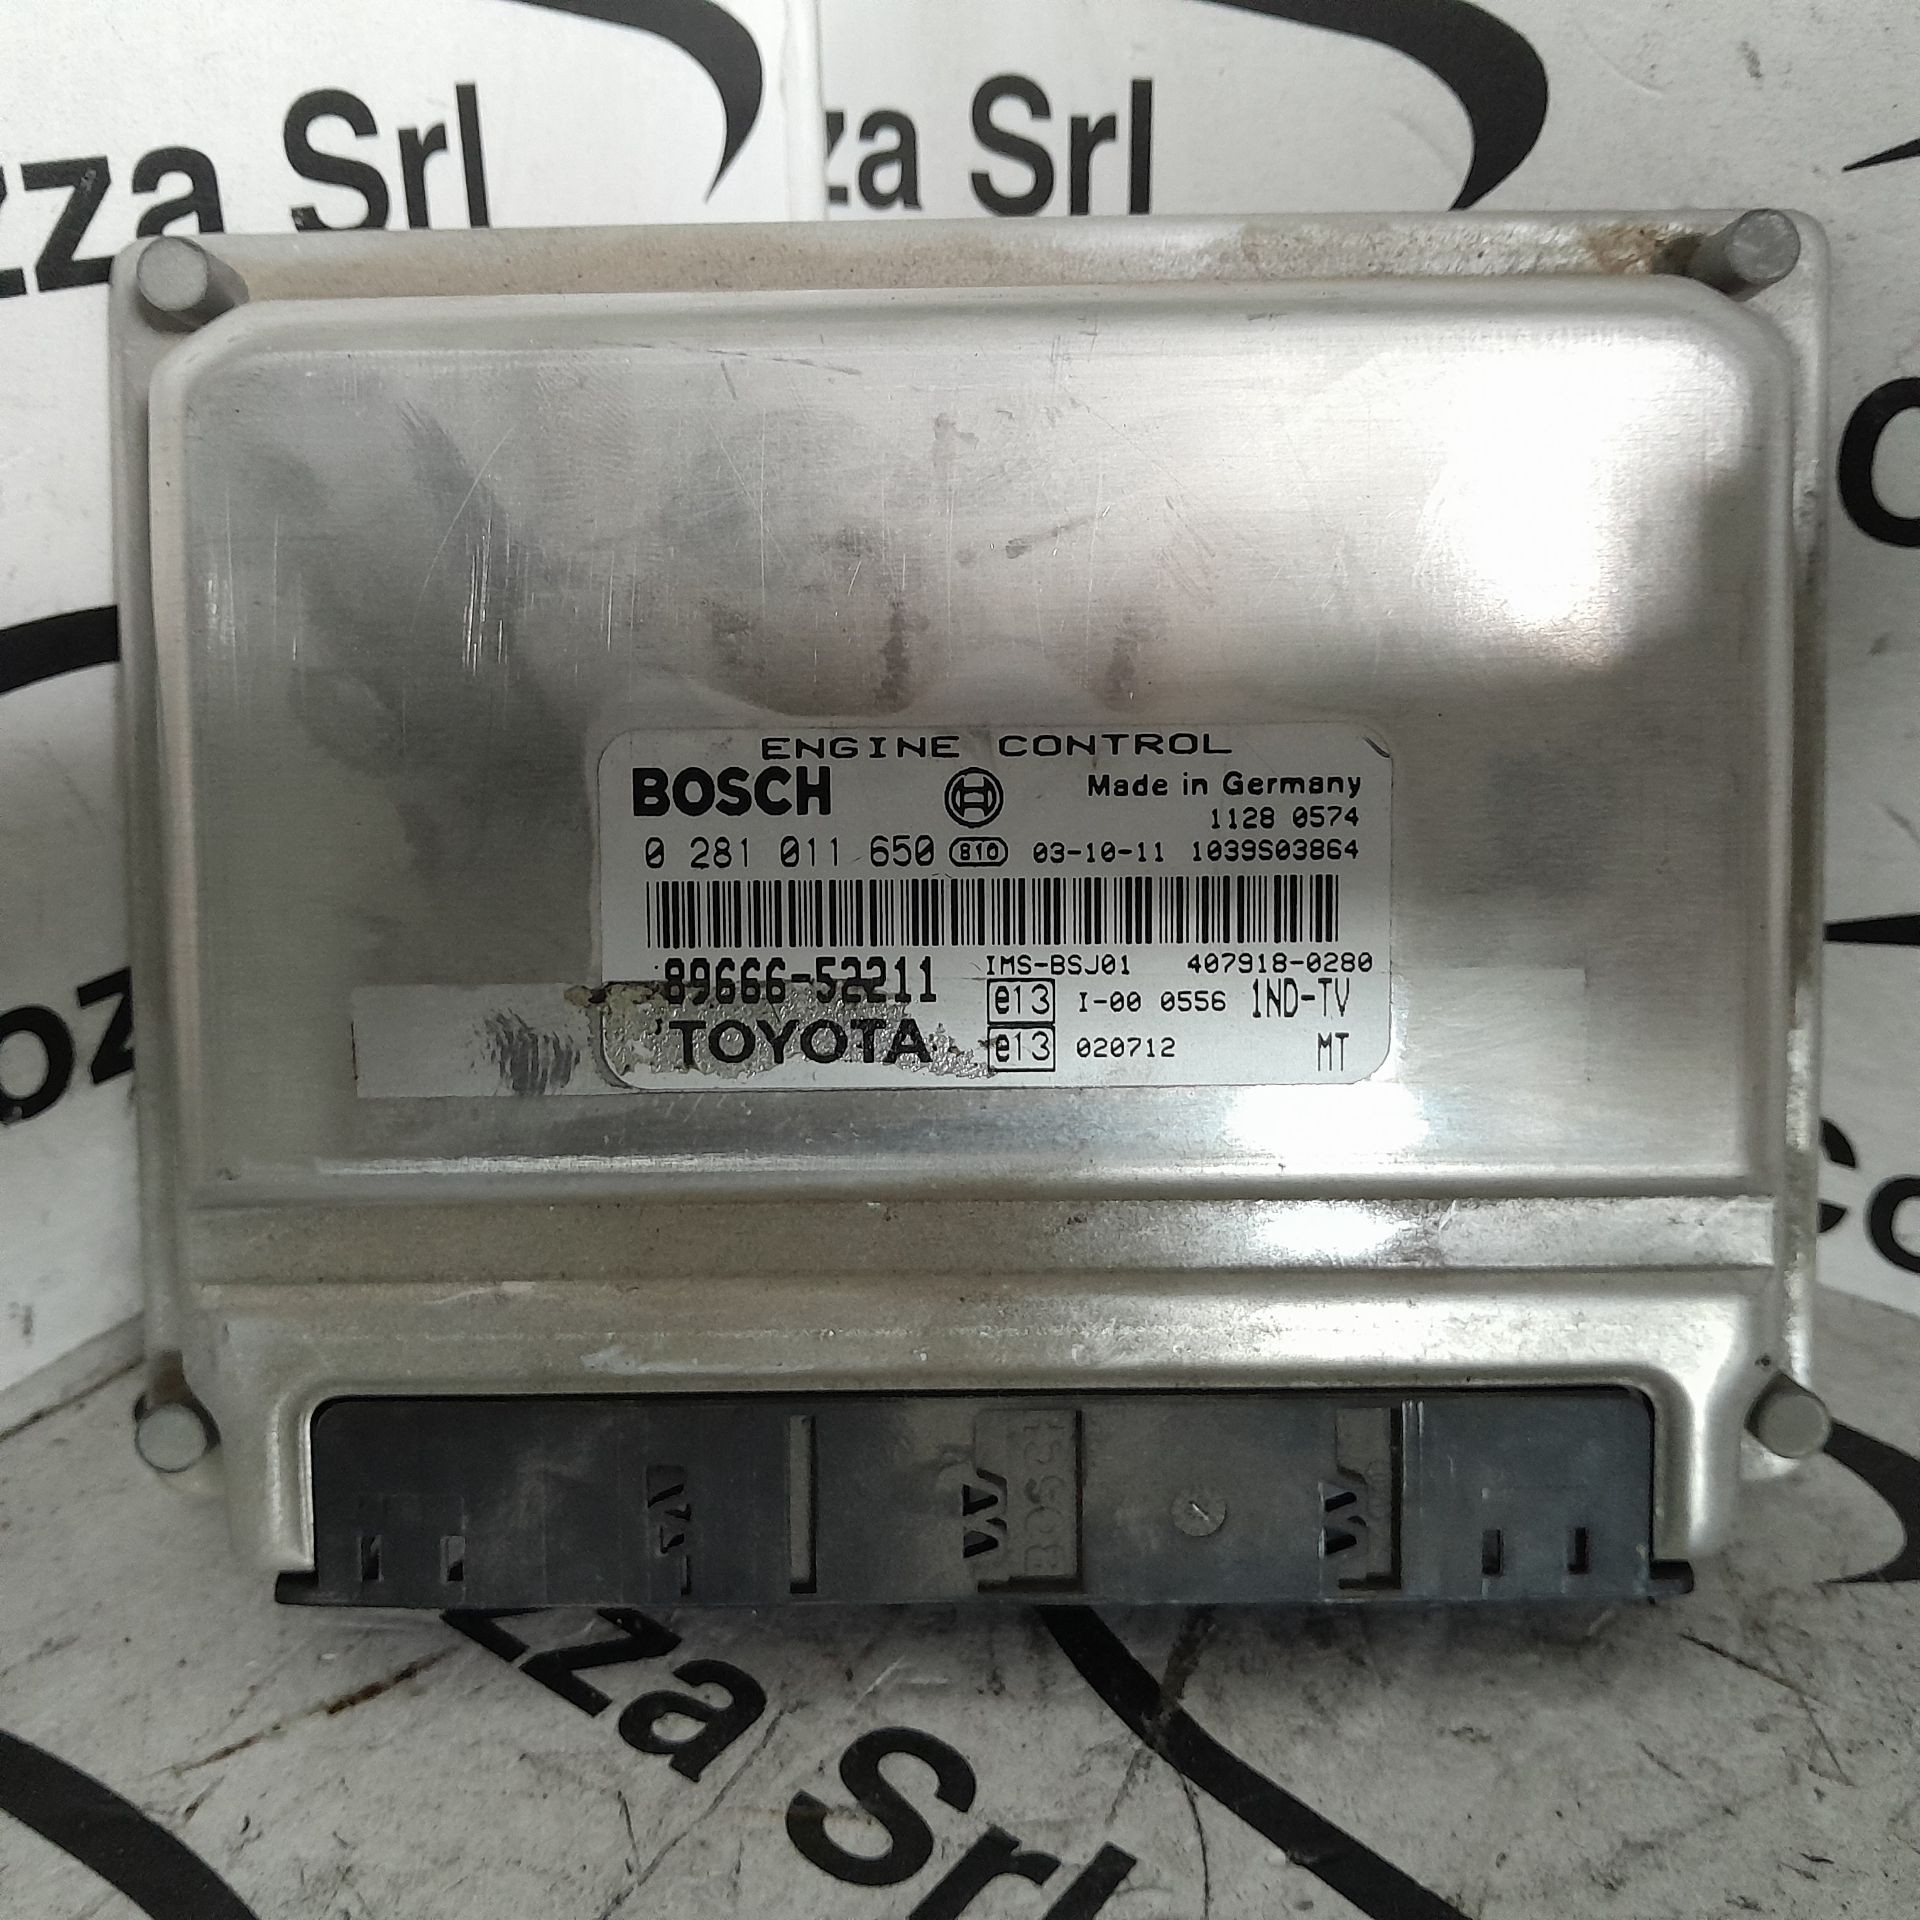 zza Srl
za Srl
ENGINE CONTROL
BOSCH
Made in Germany
1128 0574
0 281 011 650 810 03-10-11 1039S03864
89666-52211
IMS-BSJ01 407918-0280
e13 I-00 0556 1ND-TV
TOYOTA
e13 020712 MT
BOSCH
zza Srl